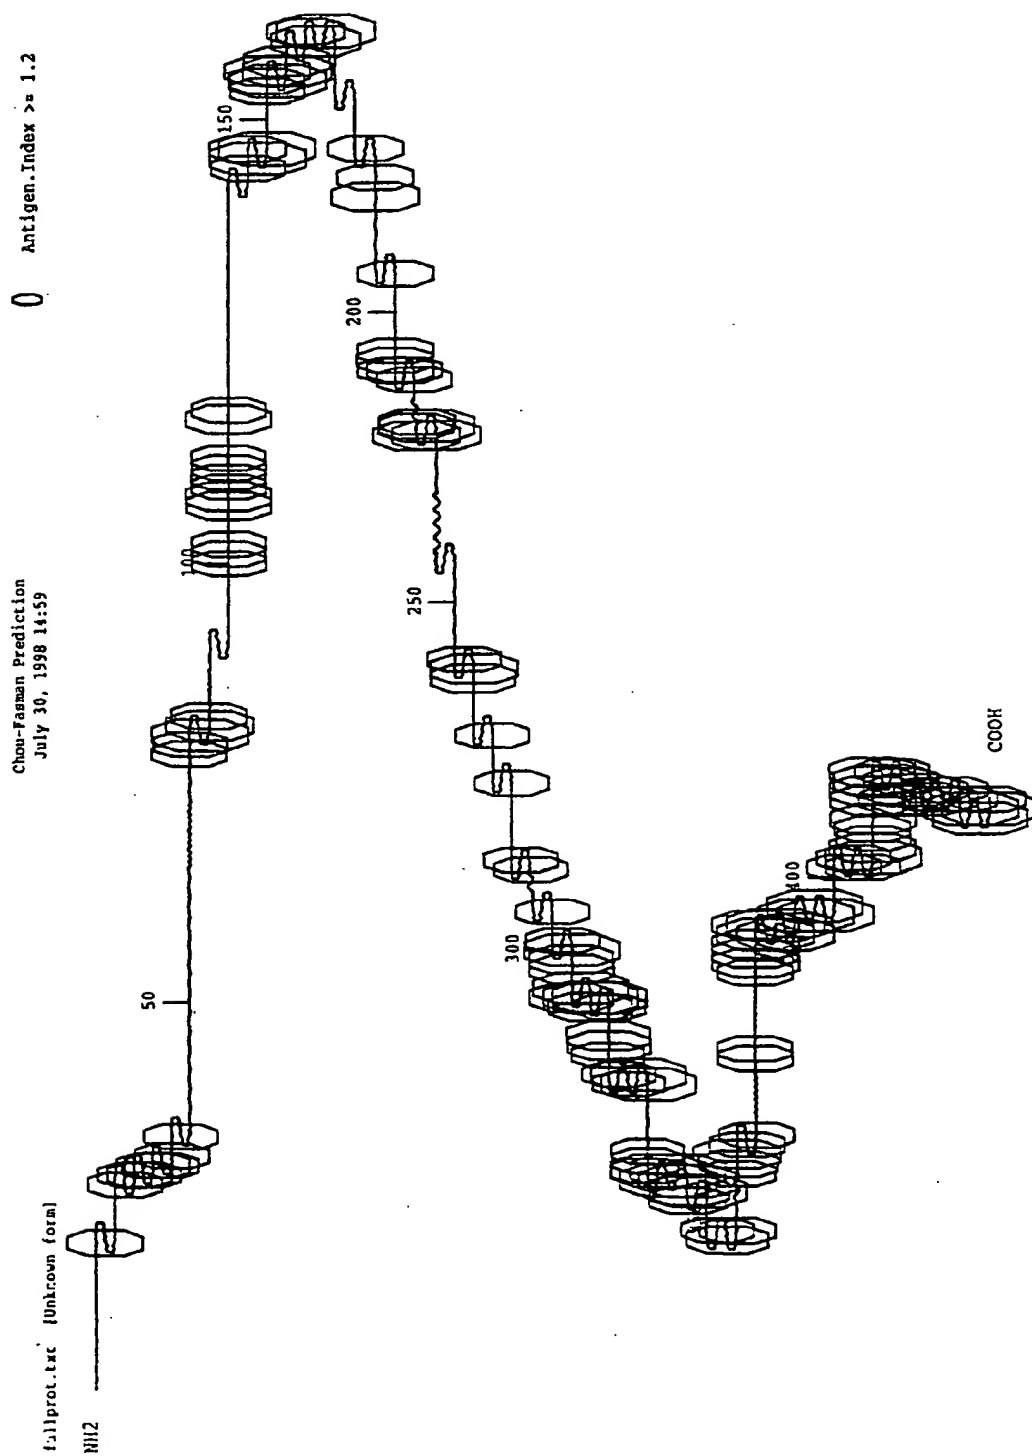 Chou-Fasman Prediction
July 30, 1998 14:59
Antigen.Index >= 1.2
[Unknown form]
NH2
50
100
150
200
250
300
400
COOH